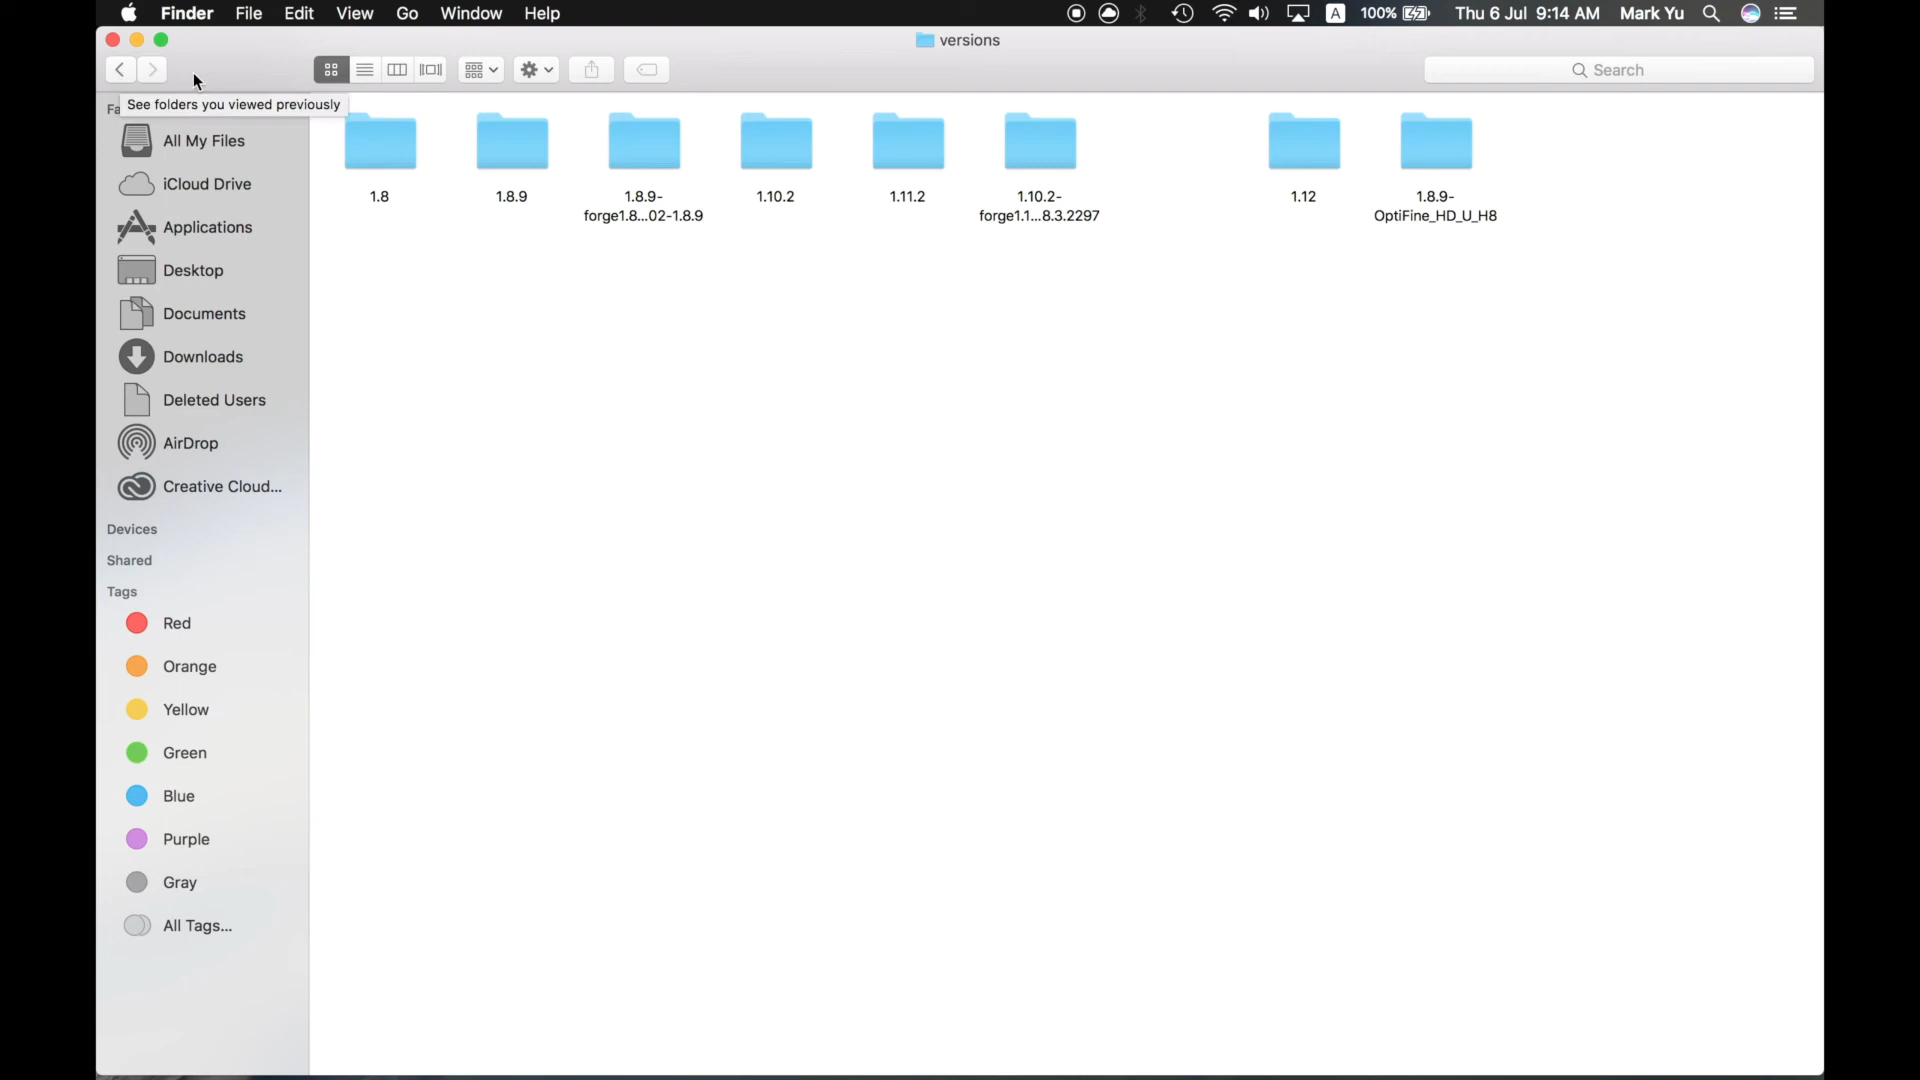 Finder File Edit View Go Window Help A 100% Thu 6 Jul 9:14 AM Mark Yu
versions
Search
Fa
See folders you viewed previously
All My Files
iCloud Drive
Applications
Desktop
Documents
Downloads
Deleted Users
AirDrop
Creative Cloud...
Devices
Shared
Tags
Red
Orange
Yellow
Green
Blue
Purple
Gray
All Tags...
1.8
1.8.9
1.8.9-
forge1.8...02-1.8.9
1.10.2
1.11.2
1.10.2-
forge1.1...8.3.2297
1.12
1.8.9-
OptiFine_HD_U_H8